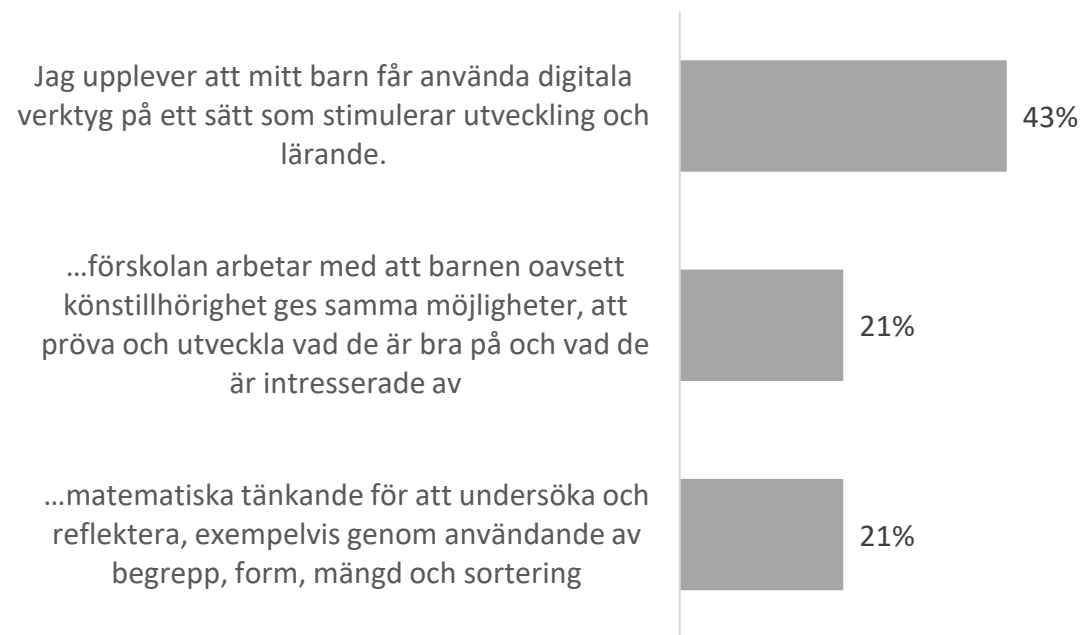 Jag upplever att mitt barn får använda digitala
verktyg på ett sätt som stimulerar utveckling och
lärande.
43%
…förskolan arbetar med att barnen oavsett
könstillhörighet ges samma möjligheter, att
pröva och utveckla vad de är bra på och vad de
är intresserade av
21%
…matematiska tänkande för att undersöka och
reflektera, exempelvis genom användande av
begrepp, form, mängd och sortering
21%